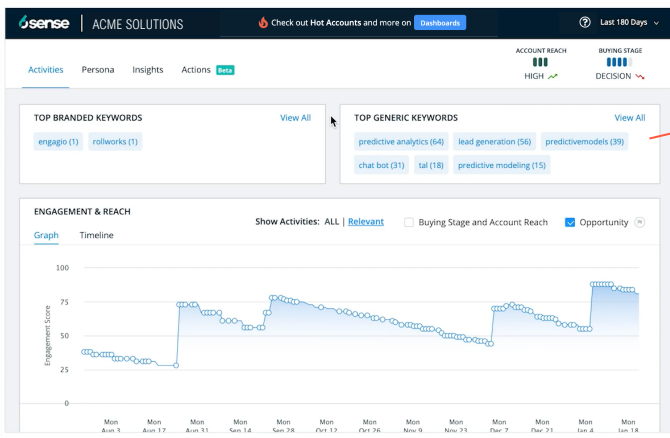 6sense ACME SOLUTIONS Check out Hot Accounts and more on Dashboards ? Last 180 Days
ACCOUNT REACH BUYING STAGE
Activities Persona Insights Actions Beta
HIGH DECISION
TOP BRANDED KEYWORDS View All
engagio (1) rollworks (1)
TOP GENERIC KEYWORDS View All
predictive analytics (64) lead generation (56) predictivemodels (39)
chat bot (31) tal (18) predictive modeling (15)
ENGAGEMENT & REACH
Show Activities: ALL | Relevant Buying Stage and Account Reach Opportunity
Graph Timeline
100
75
50
25
0
Engagement Score
Mon Mon Mon Mon Mon Mon Mon Mon Mon Mon Mon Mon Mon
Aug 3 Aug 17 Aug 31 Sep 14 Sep 28 Oct 12 Oct 26 Nov 9 Nov 23 Dec 7 Dec 21 Jan 4 Jan 18